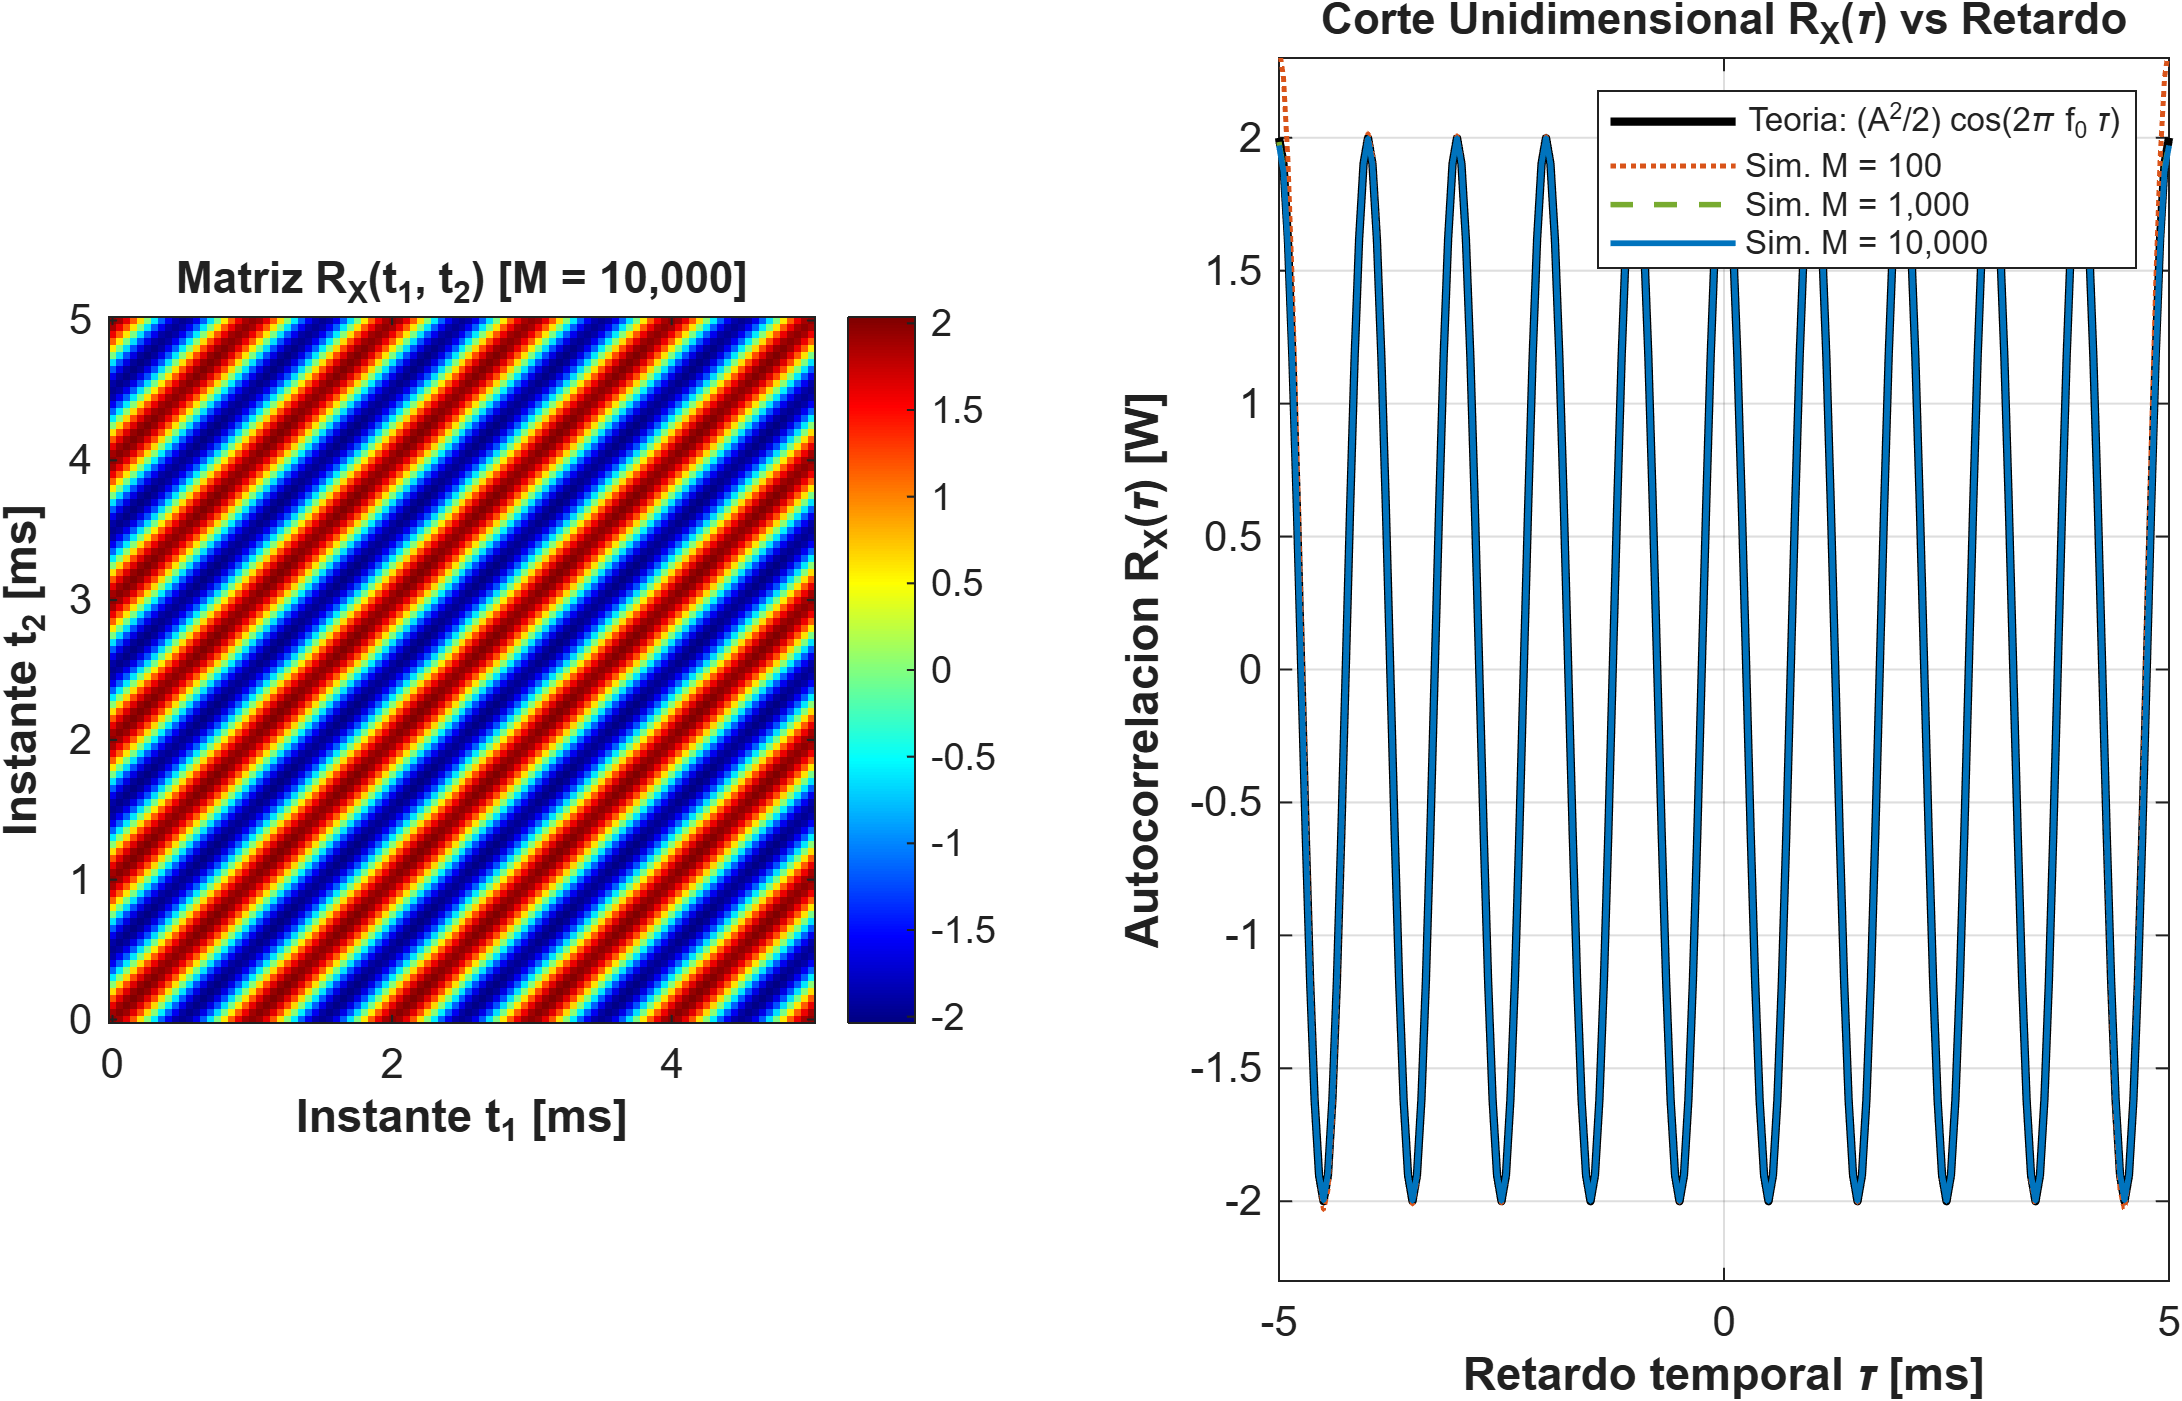 Matriz R_X(t_1, t_2) [M = 10,000]
Instante t_2 [ms]
5
4
3
2
1
0
0 2 4
Instante t_1 [ms]
2
1.5
1
0.5
0
-0.5
-1
-1.5
-2
Corte Unidimensional R_X(τ) vs Retardo
Autocorrelacion R_X(τ) [W]
2
1.5
1
0.5
0
-0.5
-1
-1.5
-2
Teoria: (A²/2) cos(2π f_0 τ)
Sim. M = 100
Sim. M = 1,000
Sim. M = 10,000
-5 0 5
Retardo temporal τ [ms]